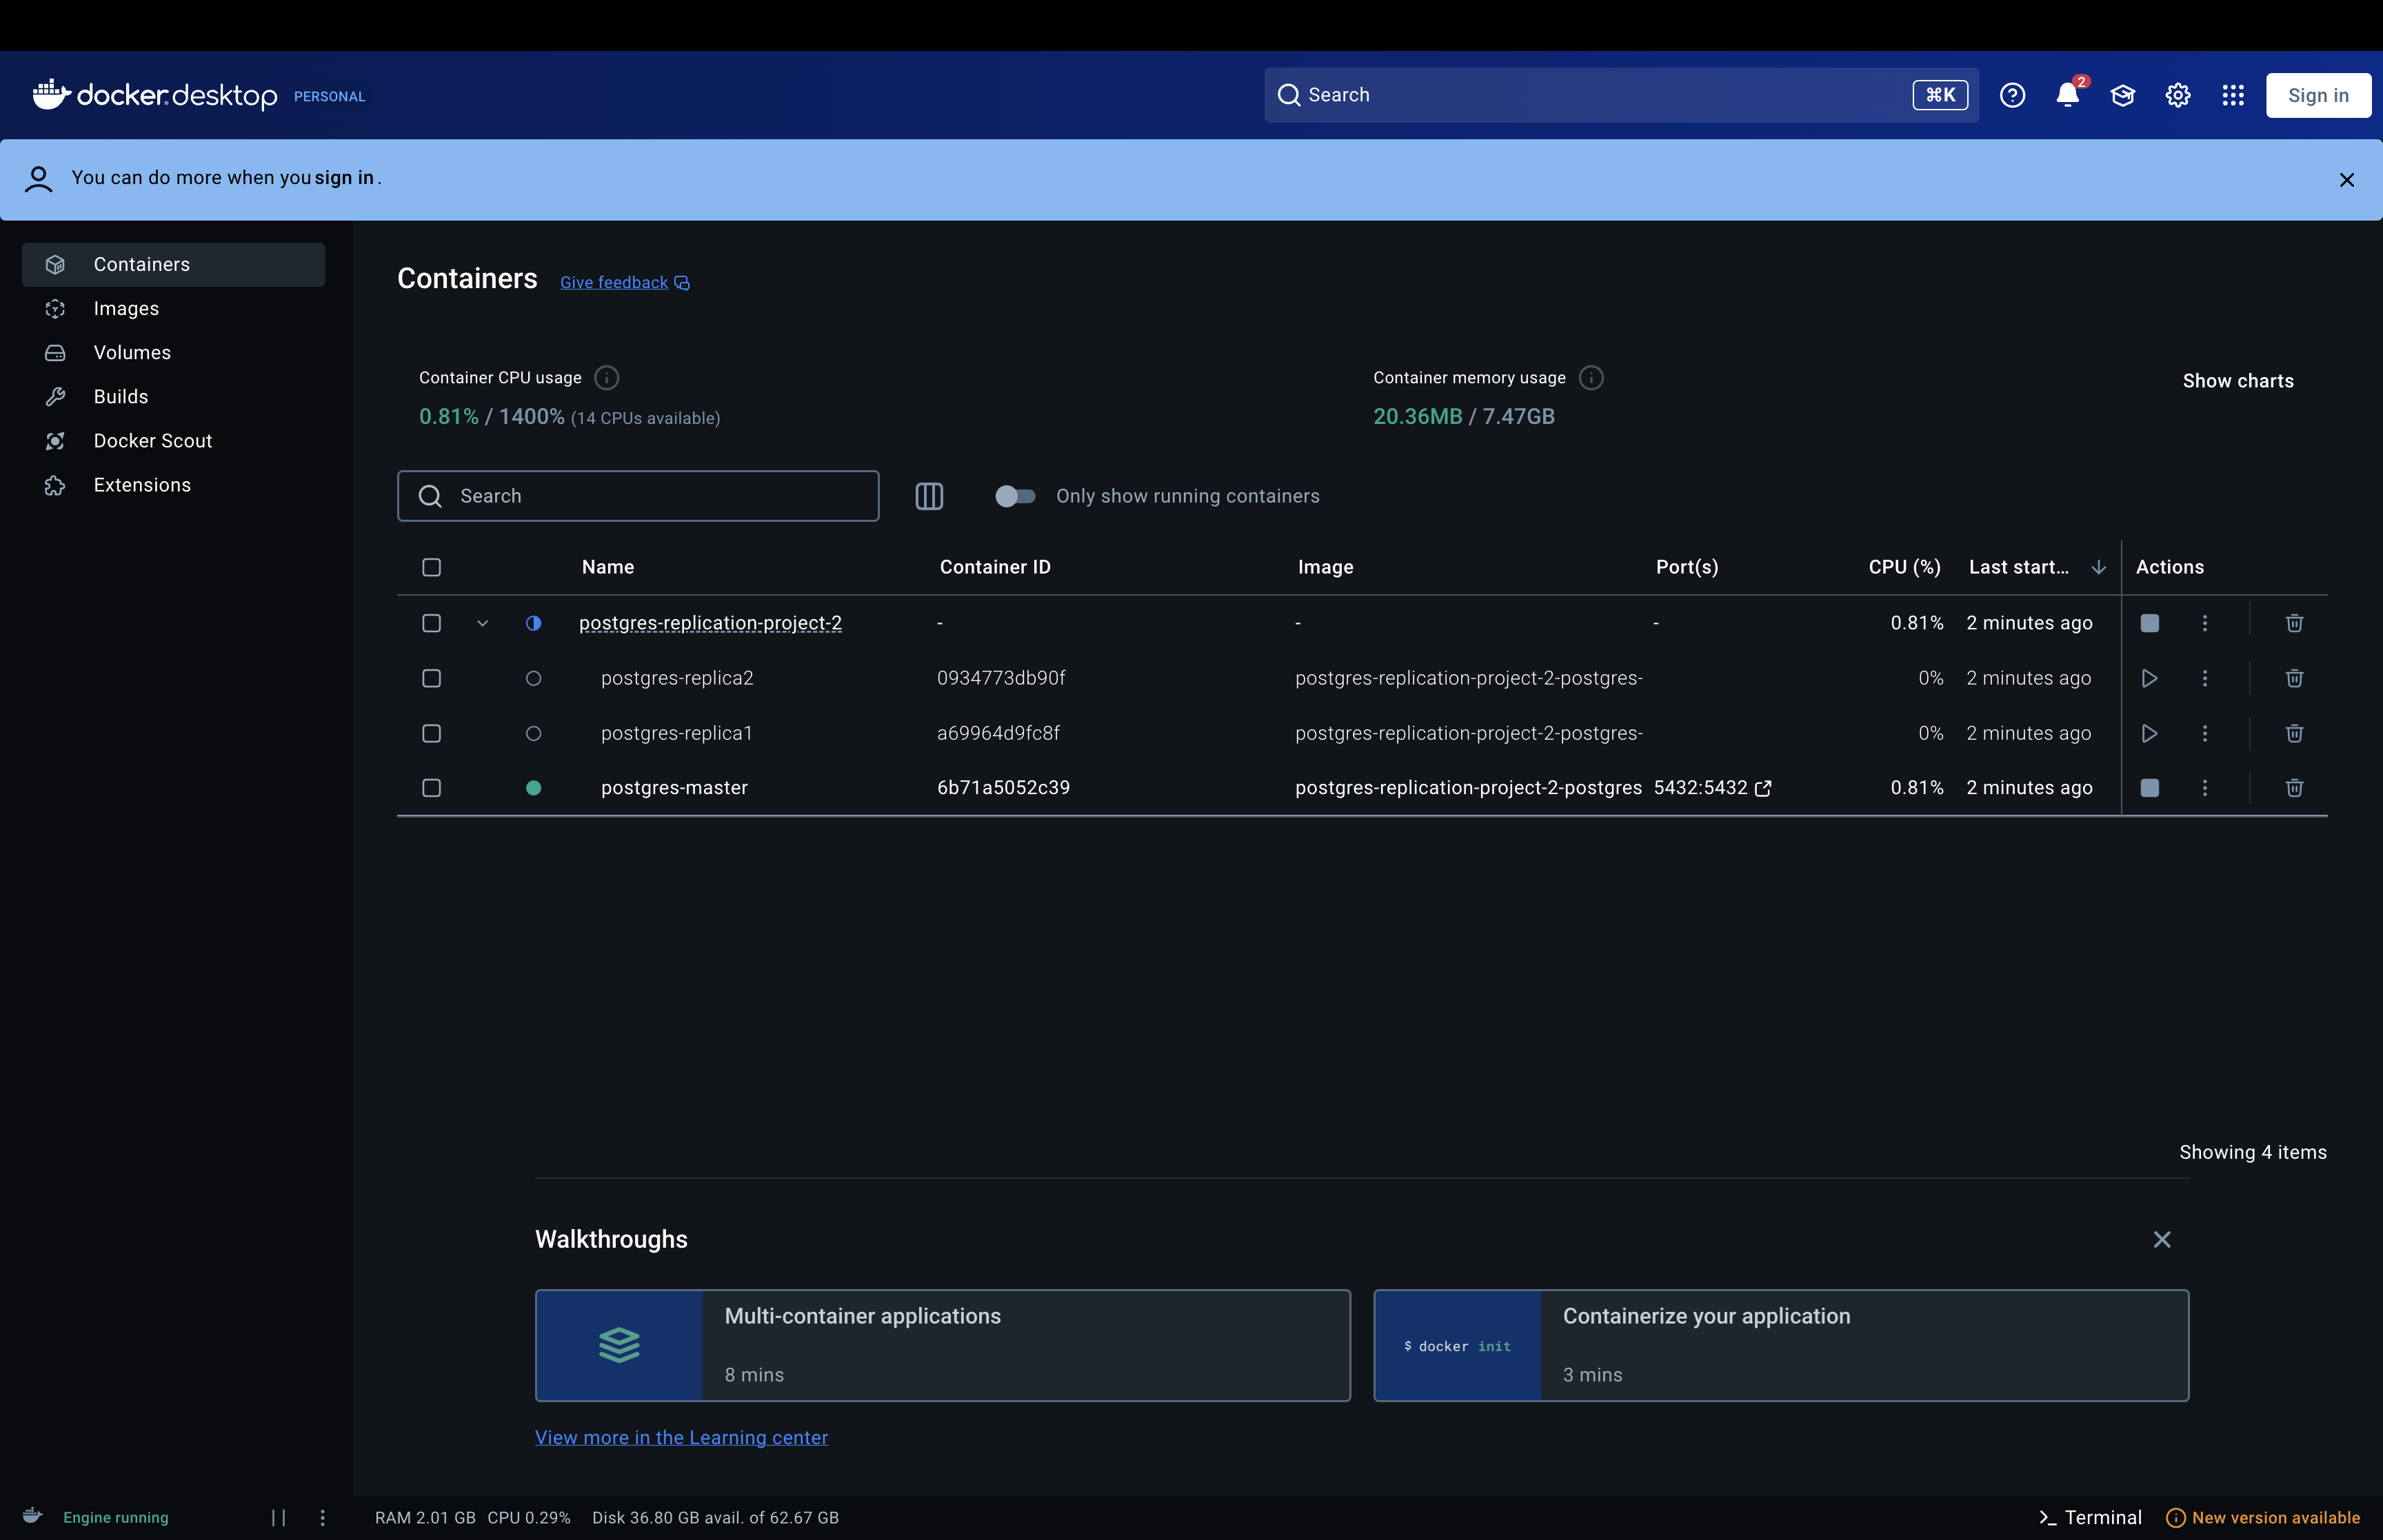 docker desktop PERSONAL
Search ⌘K
2
Sign in
You can do more when you sign in .
Containers
Images
Volumes
Builds
Docker Scout
Extensions
Containers Give feedback
Container CPU usage
0.81% / 1400% (14 CPUs available)
Container memory usage
20.36MB / 7.47GB
Show charts
Search
Only show running containers
Name Container ID Image Port(s) CPU (%) Last start... Actions
postgres-replication-project-2 - - - 0.81% 2 minutes ago
postgres-replica2 0934773db90f postgres-replication-project-2-postgres- 0% 2 minutes ago
postgres-replica1 a69964d9fc8f postgres-replication-project-2-postgres- 0% 2 minutes ago
postgres-master 6b71a5052c39 postgres-replication-project-2-postgres 5432:5432 0.81% 2 minutes ago
Showing 4 items
Walkthroughs
Multi-container applications
8 mins
$ docker init
Containerize your application
3 mins
View more in the Learning center
Engine running
RAM 2.01 GB CPU 0.29% Disk 36.80 GB avail. of 62.67 GB
>_ Terminal
New version available